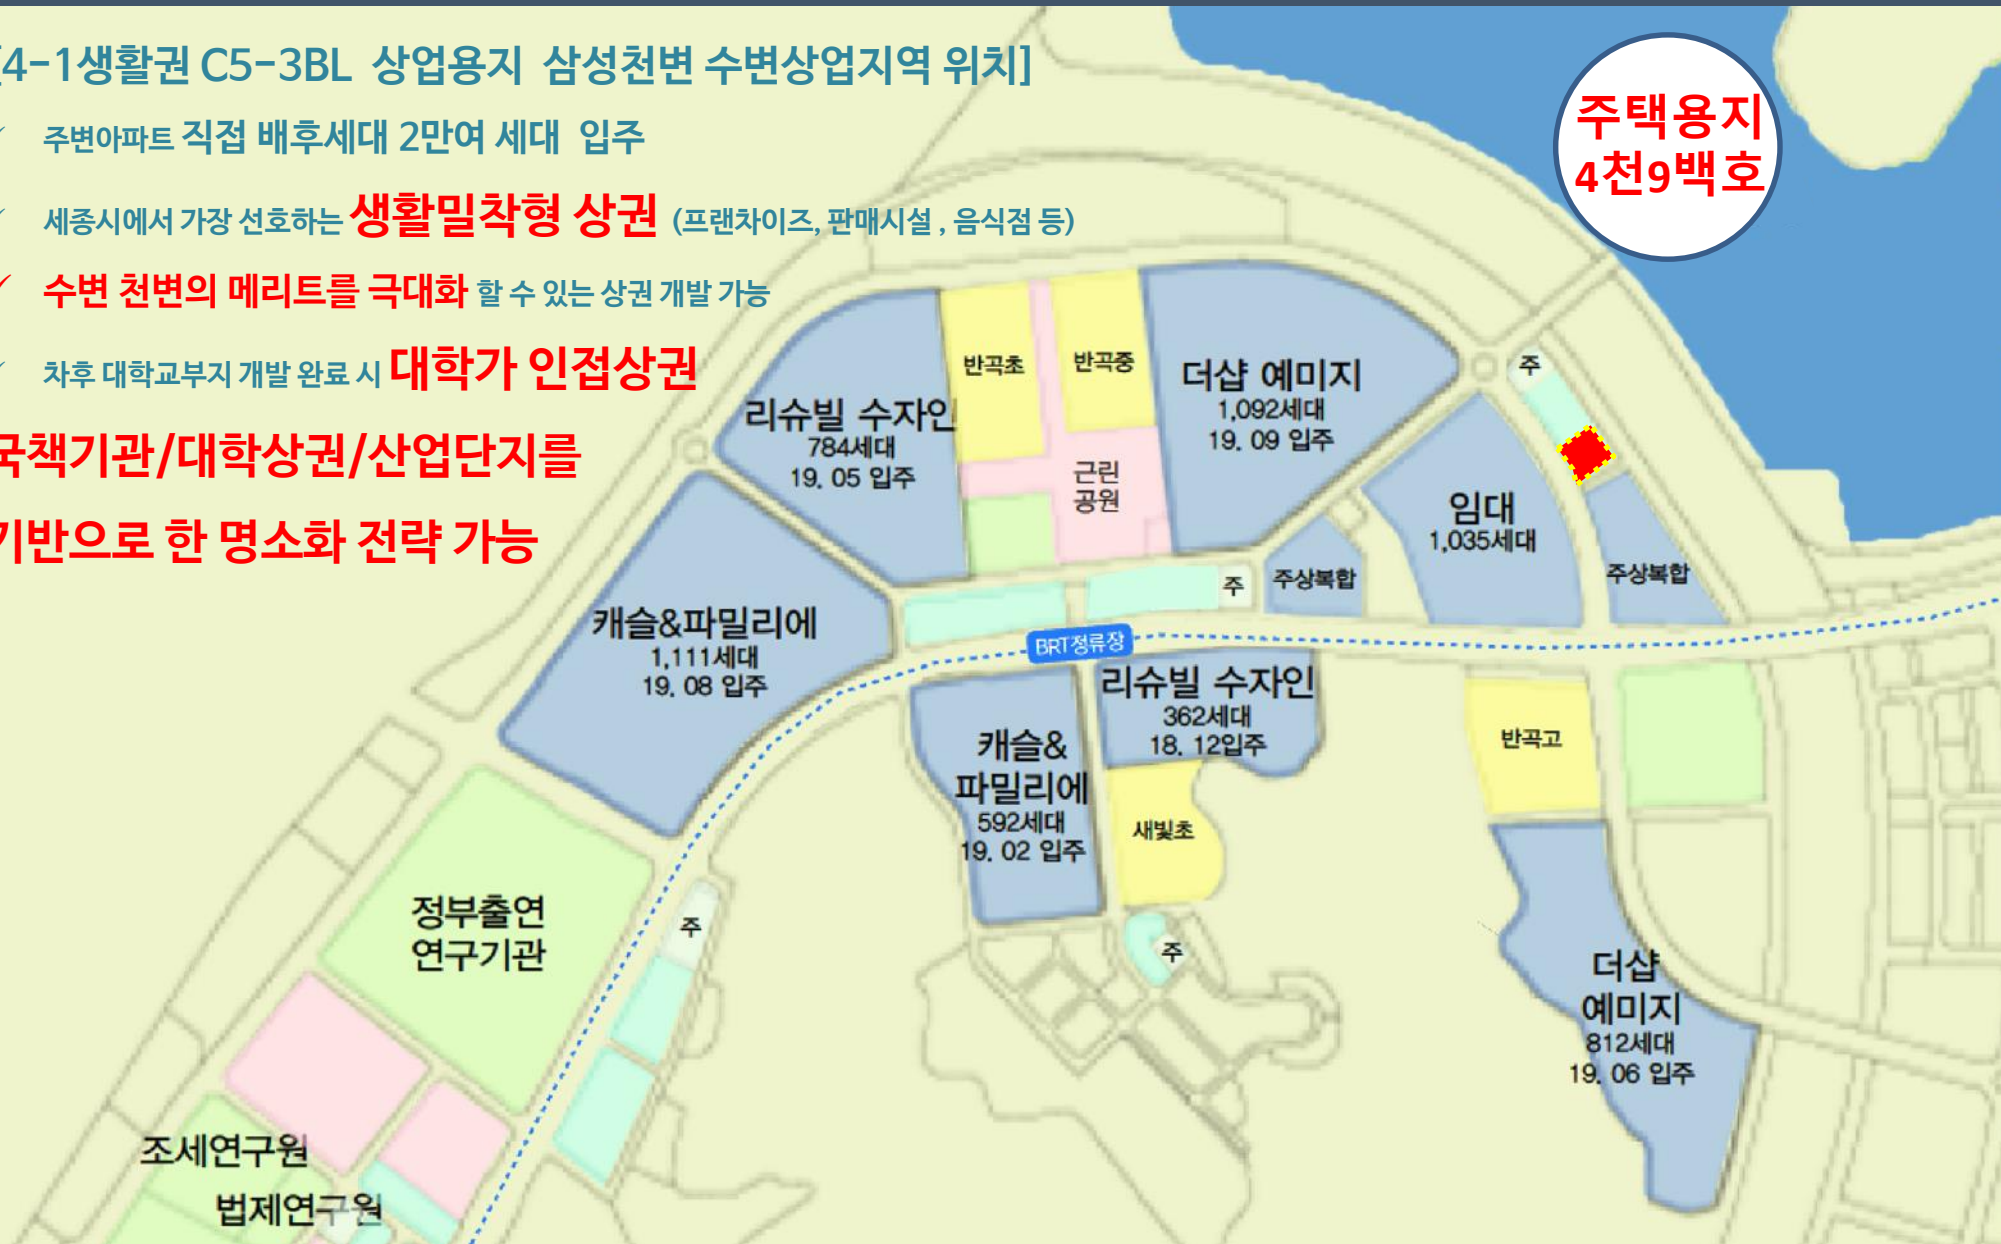 [4-1생활권 C5-3BL 상업용지 삼성천변 수변상업지역 위치]
✓ 주변아파트 직접 배후세대 2만여 세대 입주
✓ 세종시에서 가장 선호하는 생활밀착형 상권 (프랜차이즈, 판매시설 , 음식점 등)
✓ 수변 천변의 메리트를 극대화 할 수 있는 상권 개발 가능
✓ 차후 대학교부지 개발 완료 시 대학가 인접상권
국책기관/대학상권/산업단지를
기반으로 한 명소화 전략 가능
주택용지
4천9백호
반곡초
반곡중
더샵 예미지
1,092세대
19. 09 입주
주
리슈빌 수자인
784세대
19. 05 입주
근린
공원
임대
1,035세대
주상복합
주
주상복합
캐슬&파밀리에
1,111세대
19. 08 입주
BRT정류장
리슈빌 수자인
362세대
18. 12입주
캐슬&
파밀리에
592세대
19. 02 입주
새빛초
반곡고
정부출연
연구기관
주
주
더샵
예미지
812세대
19. 06 입주
조세연구원
법제연구원